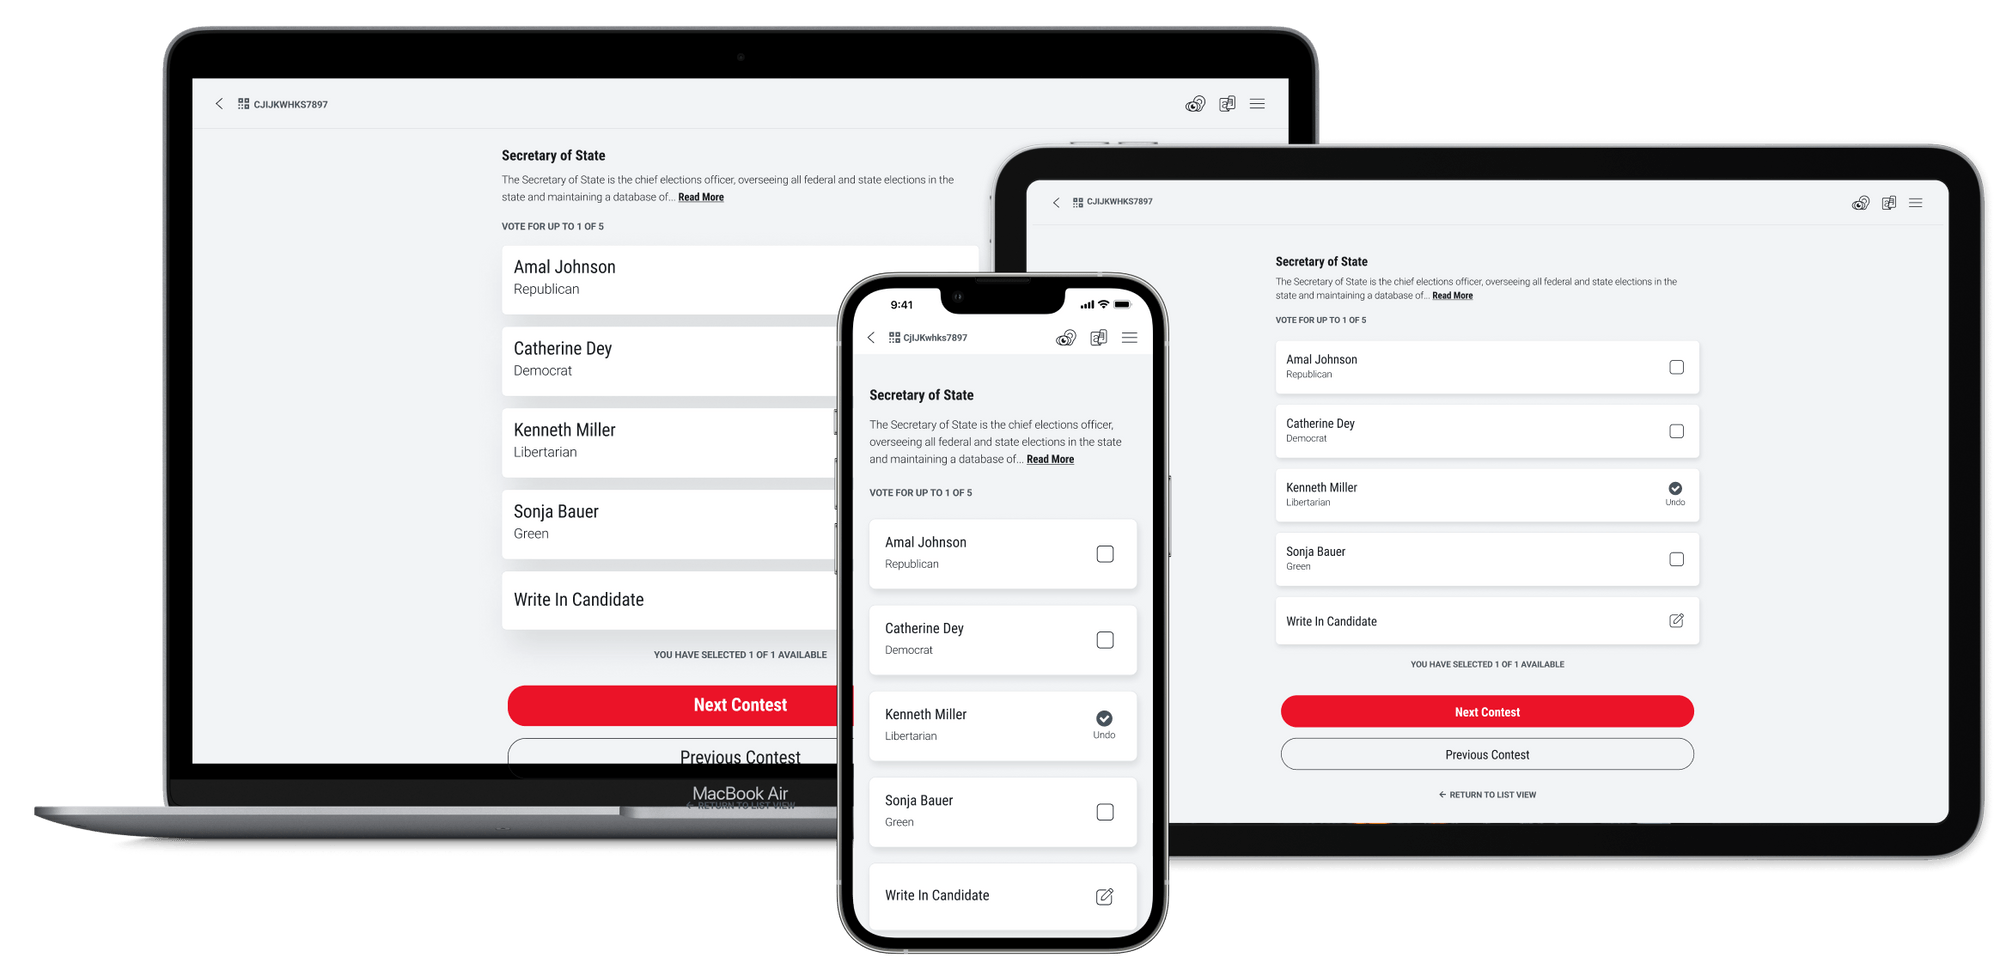 CJIJKWHKS7897
Secretary of State
The Secretary of State is the chief elections officer, overseeing all federal and state elections in the
state and maintaining a database of... Read More
VOTE FOR UP TO 1 OF 5
Amal Johnson
Republican
Catherine Dey
Democrat
Kenneth Miller
Libertarian
Sonja Bauer
Green
Write In Candidate
YOU HAVE SELECTED 1 OF 1 AVAILABLE
Next Contest
Previous Contest
MacBook Air
← RETURN TO LIST VIEW
9:41
CjIJKwhks7897
Secretary of State
The Secretary of State is the chief elections officer,
overseeing all federal and state elections in the state
and maintaining a database of... Read More
VOTE FOR UP TO 1 OF 5
Amal Johnson
Republican
Catherine Dey
Democrat
Kenneth Miller
Libertarian
Undo
Sonja Bauer
Green
Write In Candidate
CJIJKWHKS7897
Secretary of State
The Secretary of State is the chief elections officer, overseeing all federal and state elections in the
state and maintaining a database of... Read More
VOTE FOR UP TO 1 OF 5
Amal Johnson
Republican
Catherine Dey
Democrat
Kenneth Miller
Libertarian
Undo
Sonja Bauer
Green
Write In Candidate
YOU HAVE SELECTED 1 OF 1 AVAILABLE
Next Contest
Previous Contest
← RETURN TO LIST VIEW